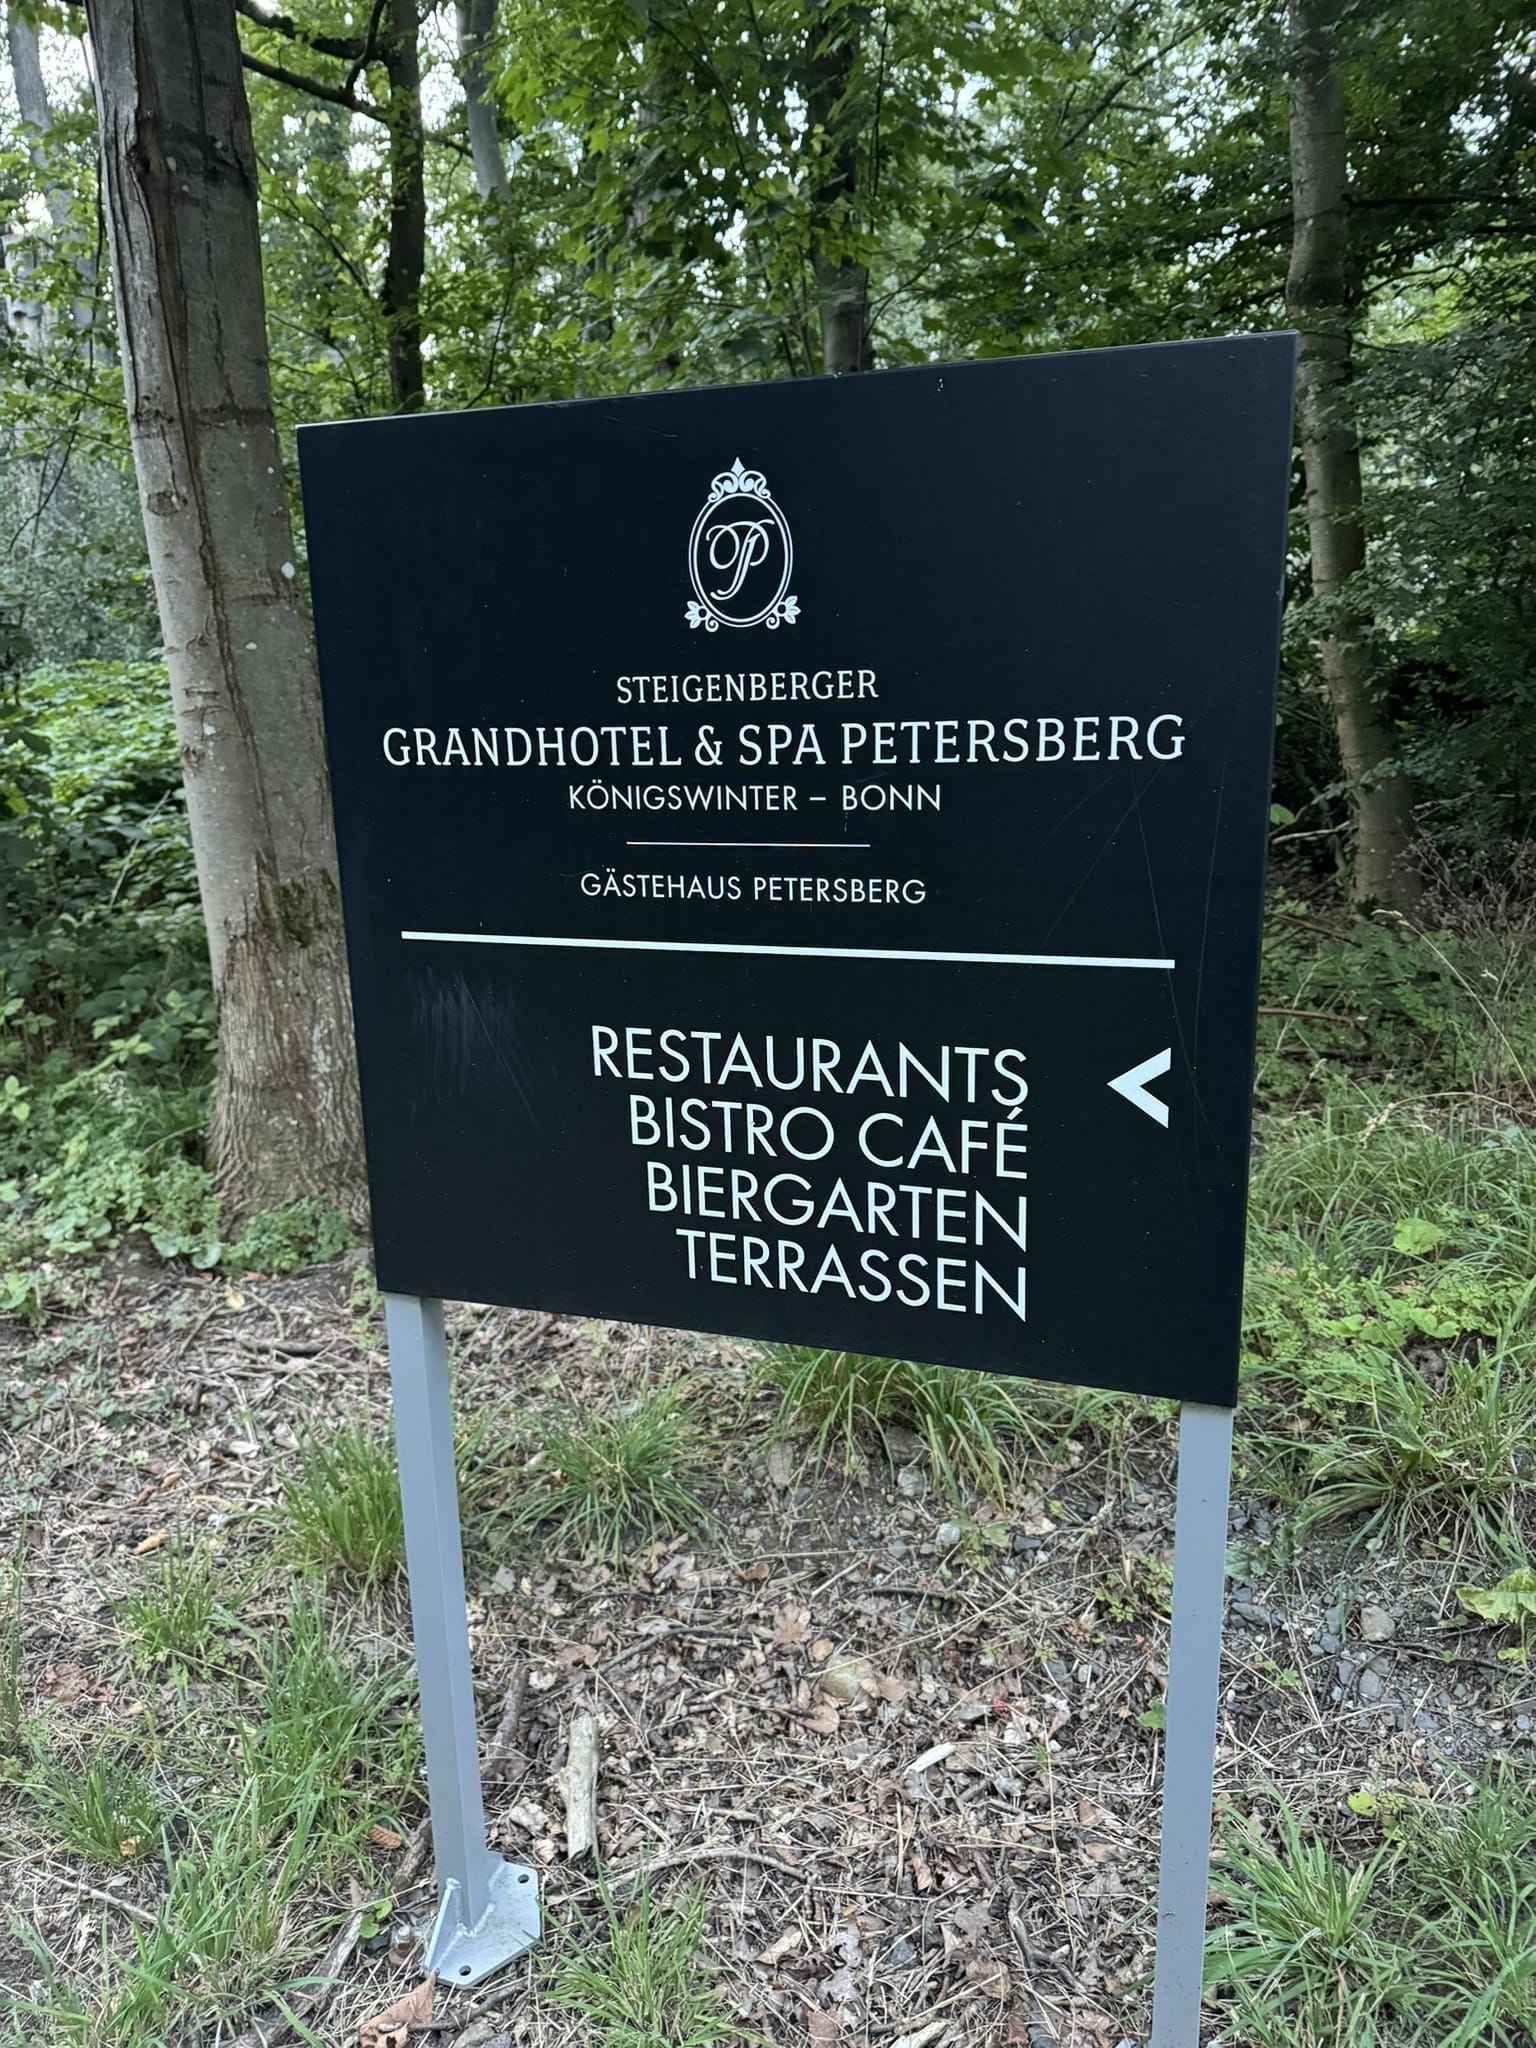 P
STEIGENBERGER
GRANDHOTEL & SPA PETERSBERG
KÖNIGSWINTER – BONN
GÄSTEHAUS PETERSBERG
RESTAURANTS <
BISTRO CAFÉ
BIERGARTEN
TERRASSEN